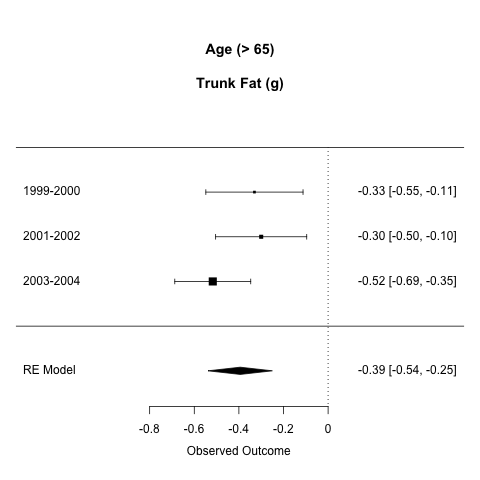 Age (> 65)
Trunk Fat (g)
1999-2000 -0.33 [-0.55, -0.11]
2001-2002 -0.30 [-0.50, -0.10]
2003-2004 -0.52 [-0.69, -0.35]
RE Model -0.39 [-0.54, -0.25]
-0.8 -0.6 -0.4 -0.2 0
Observed Outcome